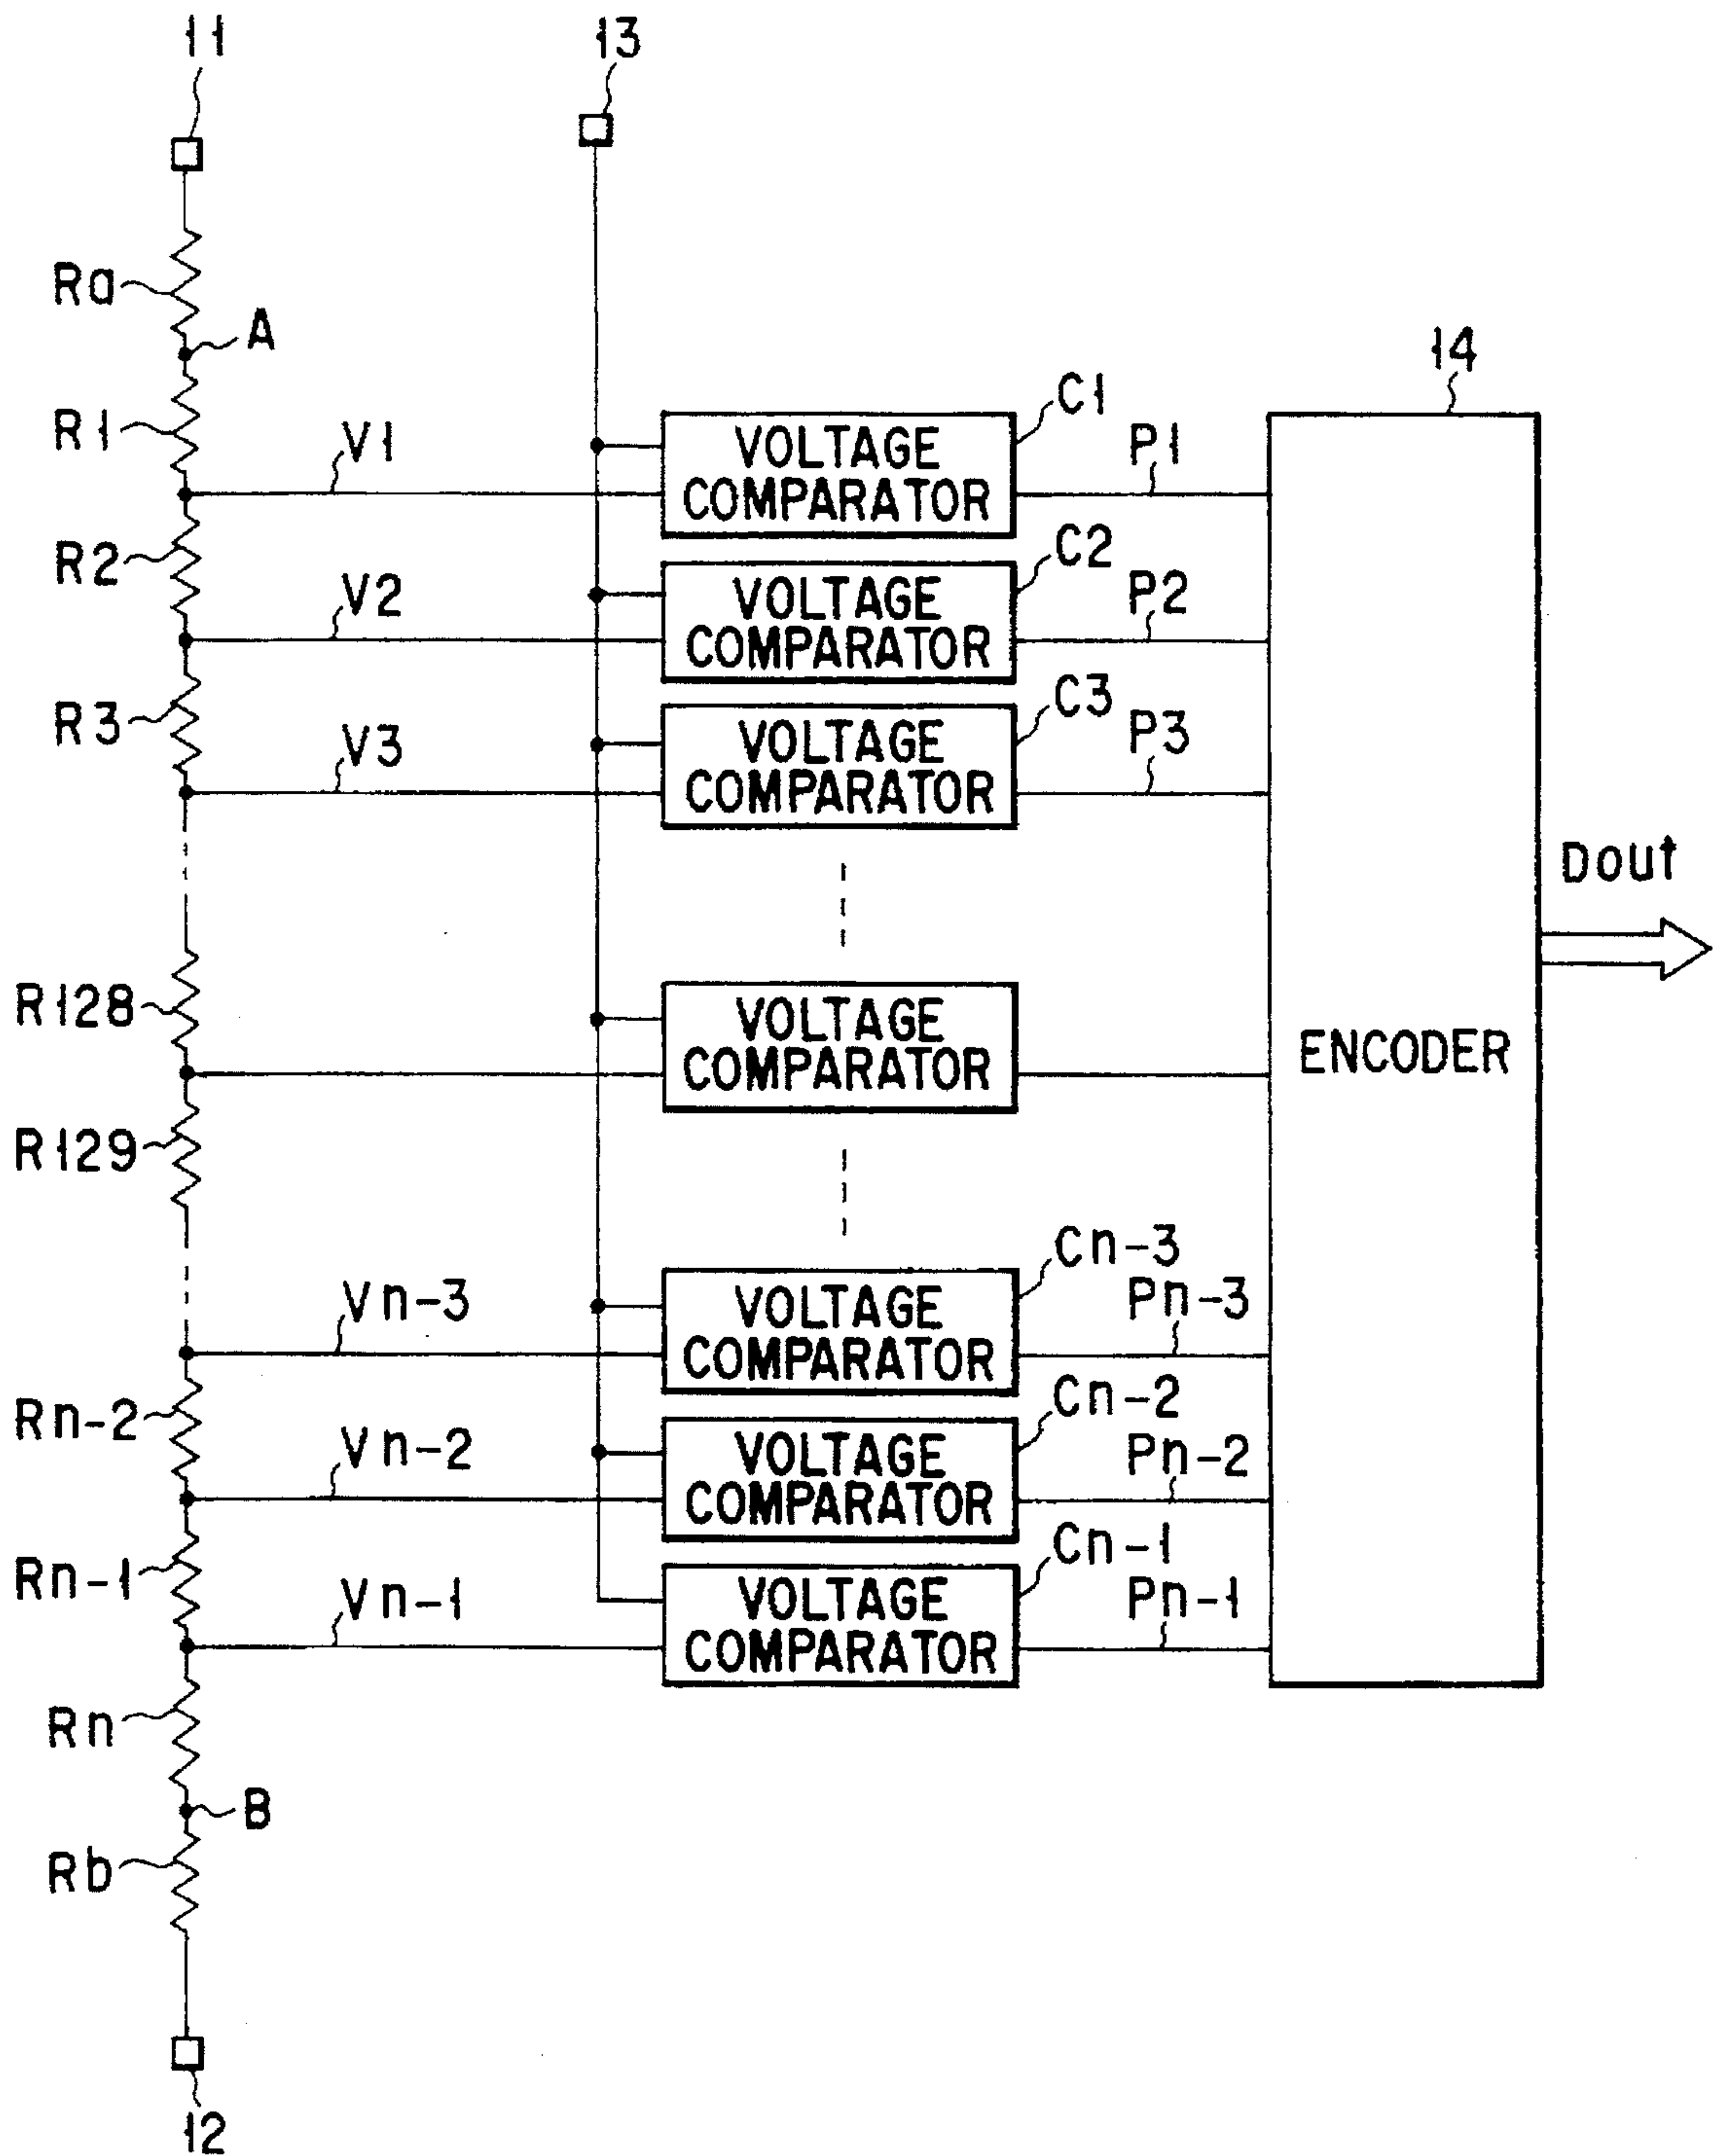 11
13
Ra
A
14
R1
V1
VOLTAGE
COMPARATOR
C1
P1
R2
V2
VOLTAGE
COMPARATOR
C2
P2
R3
V3
VOLTAGE
COMPARATOR
C3
P3
Dout
R128
VOLTAGE
COMPARATOR
ENCODER
R129
Vn-3
VOLTAGE
COMPARATOR
Cn-3
Pn-3
Rn-2
Vn-2
VOLTAGE
COMPARATOR
Cn-2
Pn-2
Rn-1
Vn-1
VOLTAGE
COMPARATOR
Cn-1
Pn-1
Rn
B
Rb
12